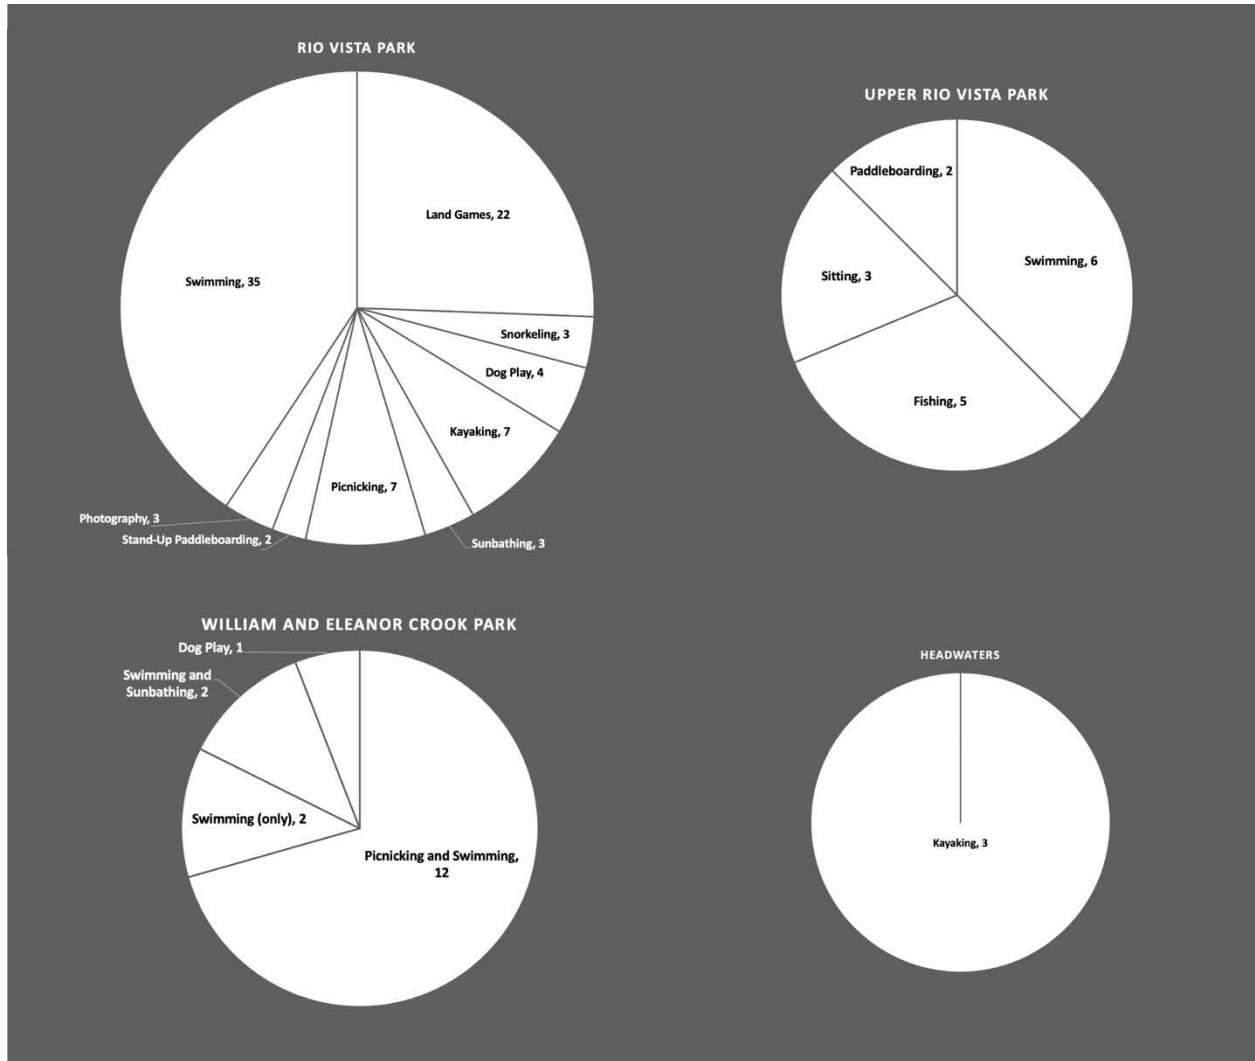 RIO VISTA PARK
Land Games, 22
Snorkeling, 3
Dog Play, 4
Kayaking, 7
Sunbathing, 3
Picnicking, 7
Stand-Up Paddleboarding, 2
Photography, 3
Swimming, 35
UPPER RIO VISTA PARK
Swimming, 6
Fishing, 5
Sitting, 3
Paddleboarding, 2
WILLIAM AND ELEANOR CROOK PARK
Picnicking and Swimming,
12
Swimming (only), 2
Swimming and
Sunbathing, 2
Dog Play, 1
HEADWATERS
Kayaking, 3